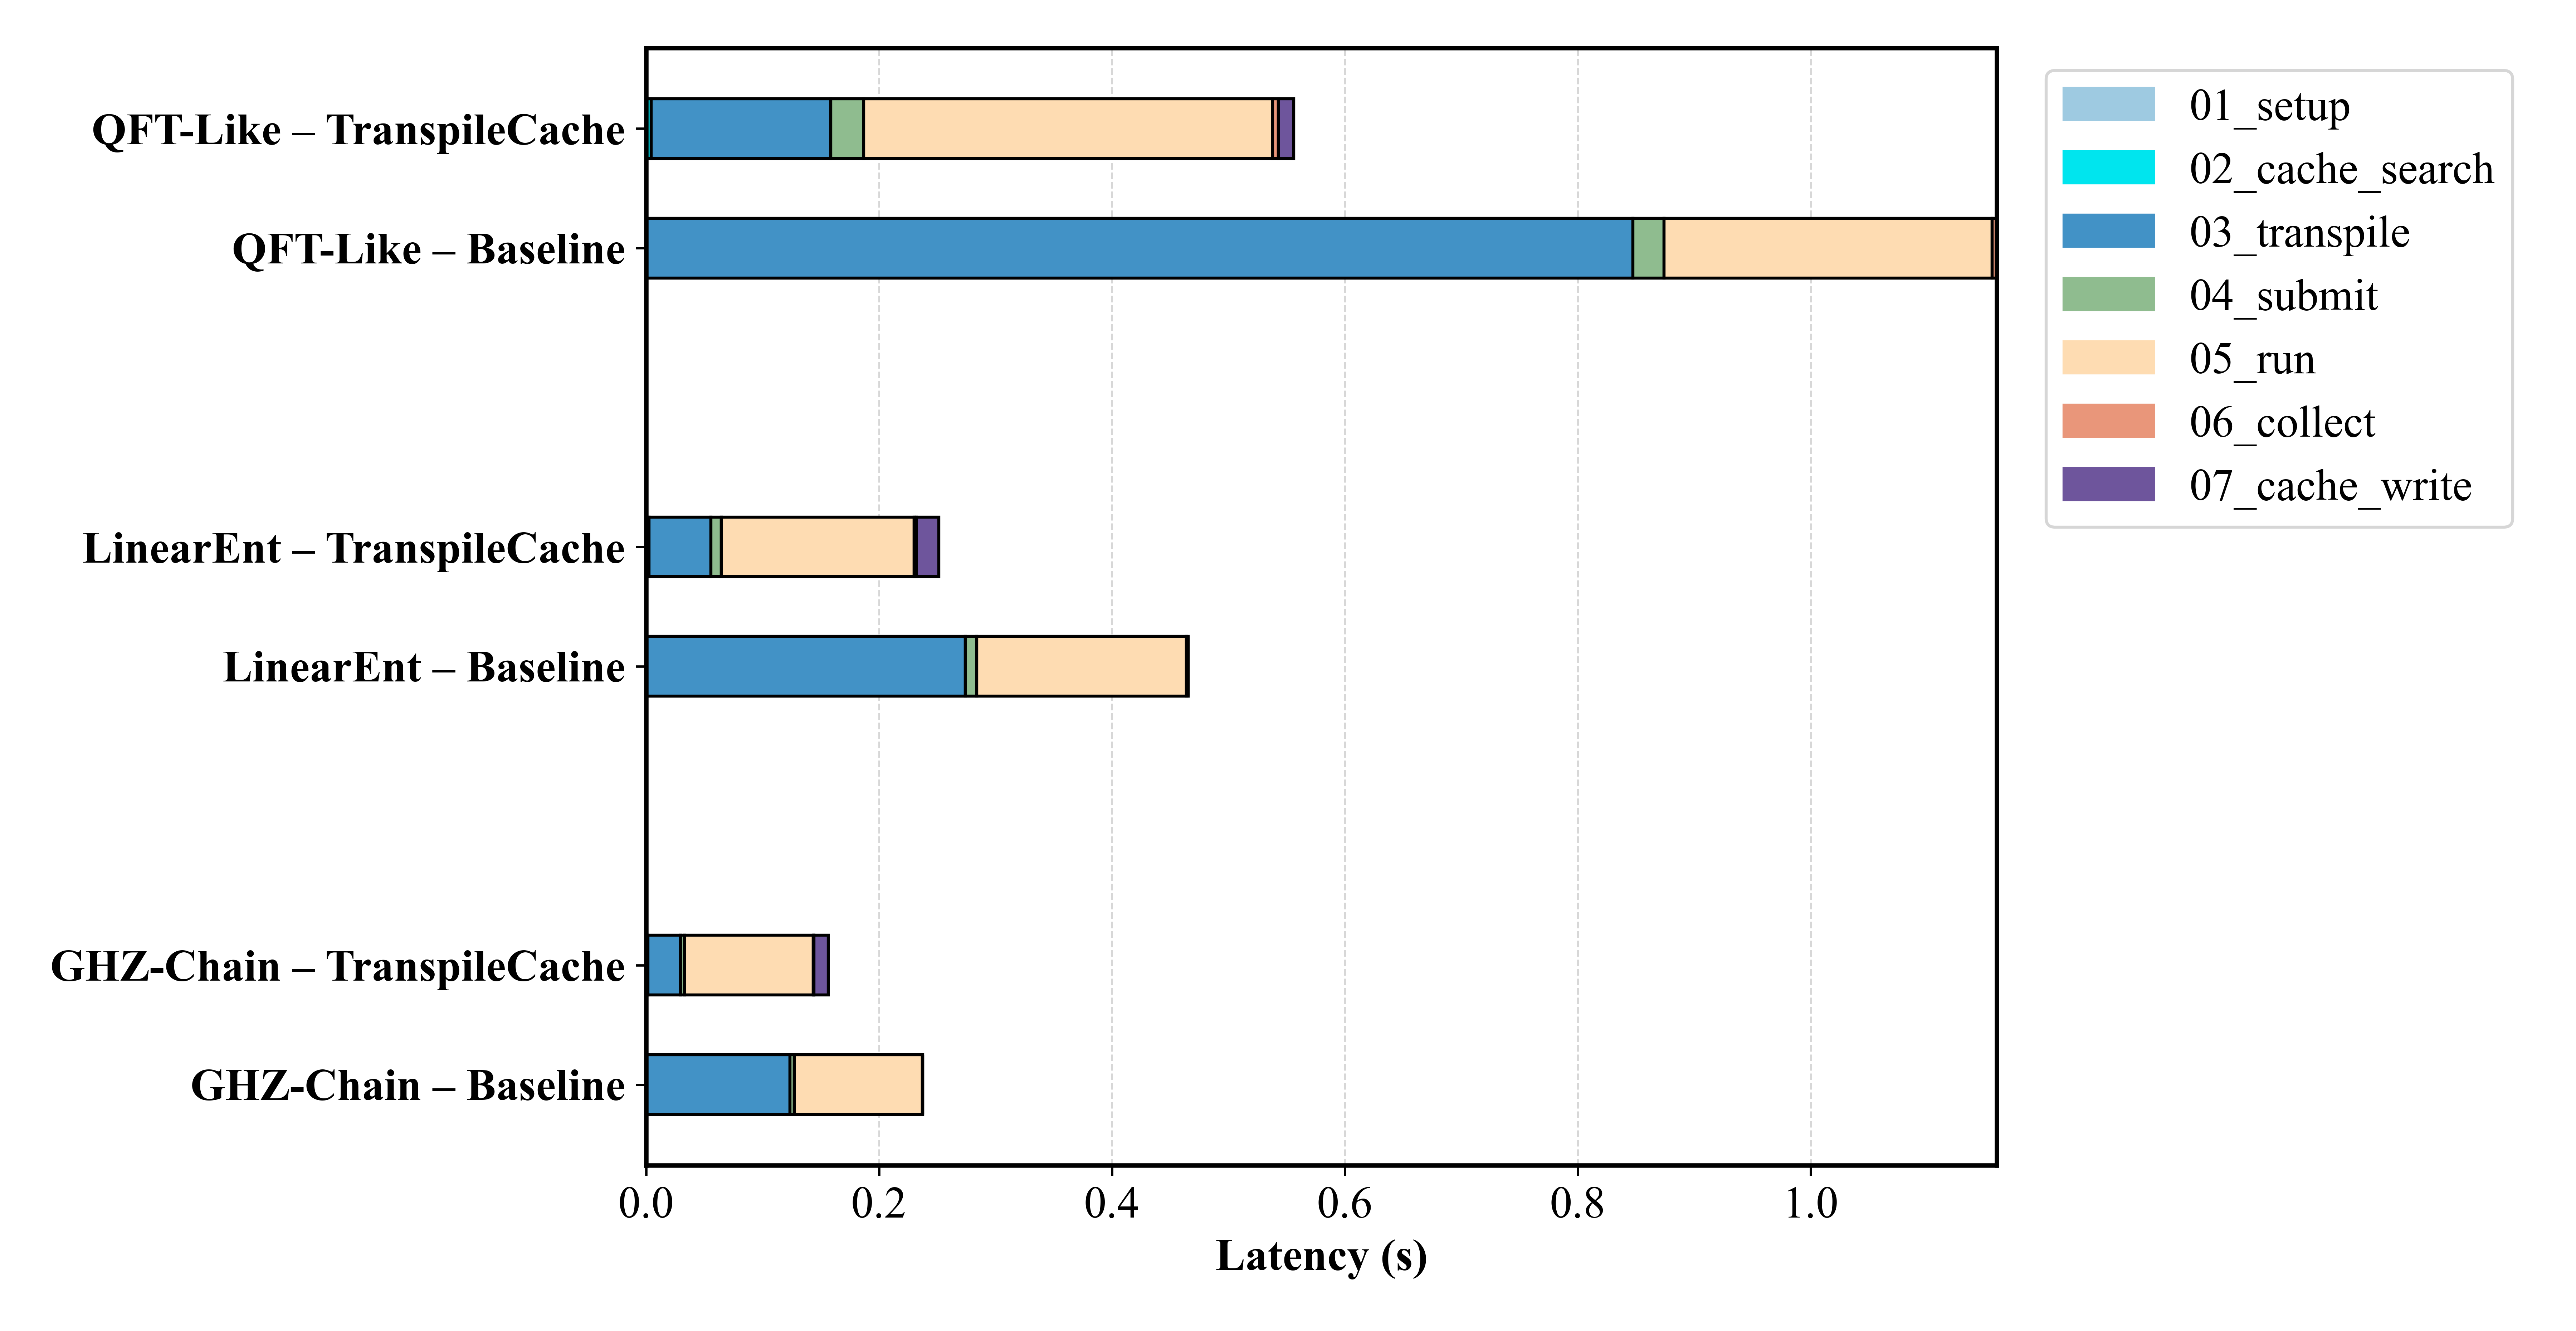 QFT-Like – TranspileCache
QFT-Like – Baseline
LinearEnt – TranspileCache
LinearEnt – Baseline
GHZ-Chain – TranspileCache
GHZ-Chain – Baseline
0.0 0.2 0.4 0.6 0.8 1.0
Latency (s)
01_setup
02_cache_search
03_transpile
04_submit
05_run
06_collect
07_cache_write